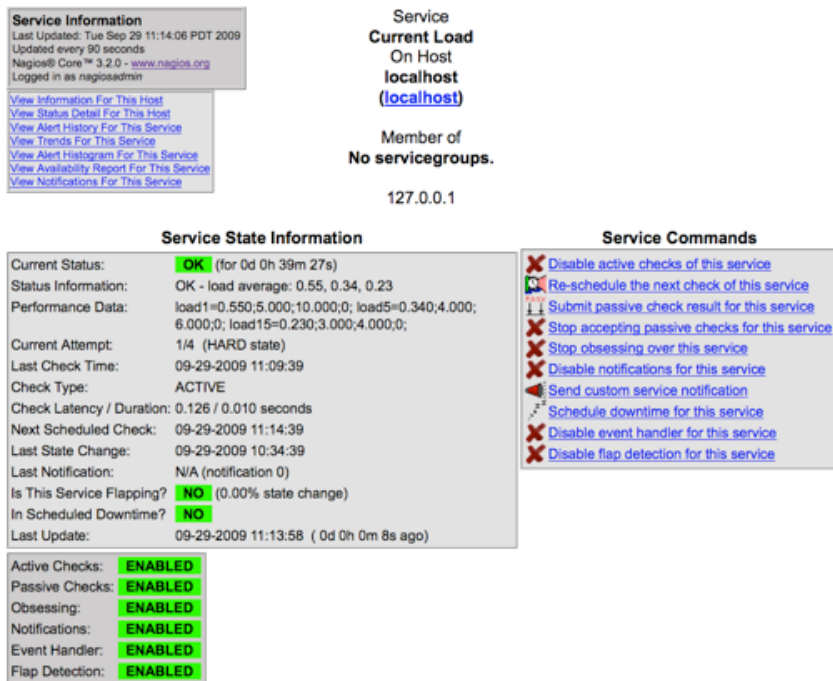 Service Information
Last Updated: Tue Sep 29 11:14:06 PDT 2009
Updated every 90 seconds
Nagios® Core™ 3.2.0 - www.nagios.org
Logged in as nagiosadmin
View Information For This Host
View Status Detail For This Host
View Alert History For This Service
View Trends For This Service
View Alert Histogram For This Service
View Availability Report For This Service
View Notifications For This Service
Service
Current Load
On Host
localhost
(localhost)
Member of
No servicegroups.
127.0.0.1
Service State Information
Current Status: OK (for 0d 0h 39m 27s)
Status Information: OK - load average: 0.55, 0.34, 0.23
Performance Data: load1=0.550;5.000;10.000;0; load5=0.340;4.000;
6.000;0; load15=0.230;3.000;4.000;0;
Current Attempt: 1/4 (HARD state)
Last Check Time: 09-29-2009 11:09:39
Check Type: ACTIVE
Check Latency / Duration: 0.126 / 0.010 seconds
Next Scheduled Check: 09-29-2009 11:14:39
Last State Change: 09-29-2009 10:34:39
Last Notification: N/A (notification 0)
Is This Service Flapping? NO (0.00% state change)
In Scheduled Downtime? NO
Last Update: 09-29-2009 11:13:58 ( 0d 0h 0m 8s ago)
Active Checks: ENABLED
Passive Checks: ENABLED
Obsessing: ENABLED
Notifications: ENABLED
Event Handler: ENABLED
Flap Detection: ENABLED
Service Commands
Disable active checks of this service
Re-schedule the next check of this service
PASV
Submit passive check result for this service
Stop accepting passive checks for this service
Stop obsessing over this service
Disable notifications for this service
Send custom service notification
Schedule downtime for this service
Disable event handler for this service
Disable flap detection for this service